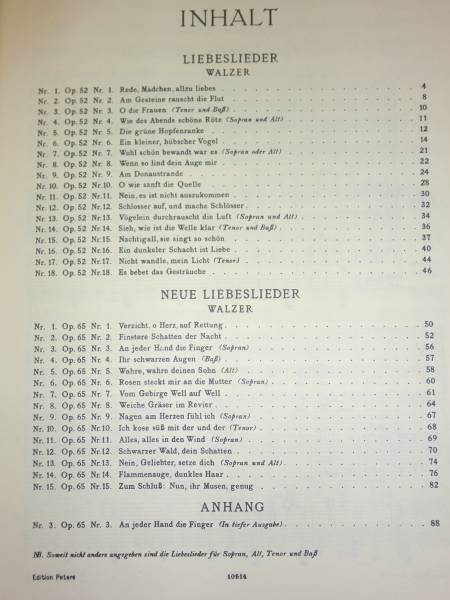 INHALT
LIEBESLIEDER
WALZER
Nr. 1. Op. 52 Nr. 1. Rede, Mädchen, allzu liebes 4
Nr. 2. Op. 52 Nr. 2. Am Gesteine rauscht die Flut 8
Nr. 3. Op. 52 Nr. 3. O die Frauen (Tenor und Baß) 10
Nr. 4. Op. 52 Nr. 4. Wie des Abends schöne Röte (Sopran und Alt) 11
Nr. 5. Op. 52 Nr. 5. Die grüne Hopfenranke 12
Nr. 6. Op. 52 Nr. 6. Ein kleiner, hübscher Vogel 14
Nr. 7. Op. 52 Nr. 7. Wohl schön bewandt war es (Sopran oder Alt) 21
Nr. 8. Op. 52 Nr. 8. Wenn so lind dein Auge mir 22
Nr. 9. Op. 52 Nr. 9. Am Donaustrande 24
Nr. 10. Op. 52 Nr.10. O wie sanft die Quelle 28
Nr. 11. Op. 52 Nr.11. Nein, es ist nicht auszukommen 30
Nr. 12. Op. 52 Nr.12. Schlosser auf, und mache Schlösser 32
Nr. 13. Op. 52 Nr.13. Vögelein durchrauscht die Luft (Sopran und Alt) 34
Nr. 14. Op. 52 Nr.14. Sieh, wie ist die Welle klar (Tenor und Baß) 36
Nr. 15. Op. 52 Nr.15. Nachtigall, sie singt so schön 37
Nr. 16. Op. 52 Nr.16. Ein dunkeler Schacht ist Liebe 40
Nr. 17. Op. 52 Nr.17. Nicht wandle, mein Licht (Tenor) 44
Nr. 18. Op. 52 Nr.18. Es bebet das Gesträuche 46
NEUE LIEBESLIEDER
WALZER
Nr. 1. Op. 65 Nr. 1. Verzicht, o Herz, auf Rettung 50
Nr. 2. Op. 65 Nr. 2. Finstere Schatten der Nacht 52
Nr. 3. Op. 65 Nr. 3. An jeder Hand die Finger (Sopran) 56
Nr. 4. Op. 65 Nr. 4. Ihr schwarzen Augen (Baß) 57
Nr. 5. Op. 65 Nr. 5. Wahre, wahre deinen Sohn (Alt) 58
Nr. 6. Op. 65 Nr. 6. Rosen steckt mir an die Mutter (Sopran) 60
Nr. 7. Op. 65 Nr. 7. Vom Gebirge Well auf Well 61
Nr. 8. Op. 65 Nr. 8. Weiche Gräser im Revier 64
Nr. 9. Op. 65 Nr. 9. Nagen am Herzen fühl ich (Sopran) 67
Nr. 10. Op. 65 Nr.10. Ich kose süß mit der und der (Tenor) 68
Nr. 11. Op. 65 Nr.11. Alles, alles in den Wind (Sopran) 69
Nr. 12. Op. 65 Nr.12. Schwarzer Wald, dein Schatten 70
Nr. 13. Op. 65 Nr.13. Nein, Geliebter, setze dich (Sopran und Alt) 74
Nr. 14. Op. 65 Nr.14. Flammenauge, dunkles Haar 76
Nr. 15. Op. 65 Nr.15. Zum Schluß: Nun, ihr Musen, genug 82
ANHANG
Nr. 3. Op. 65 Nr. 3. An jeder Hand die Finger (In tiefer Ausgabe) 88
NB. Soweit nicht anders angegeben sind die Liebeslieder für Sopran, Alt, Tenor und Baß
Edition Peters 10514